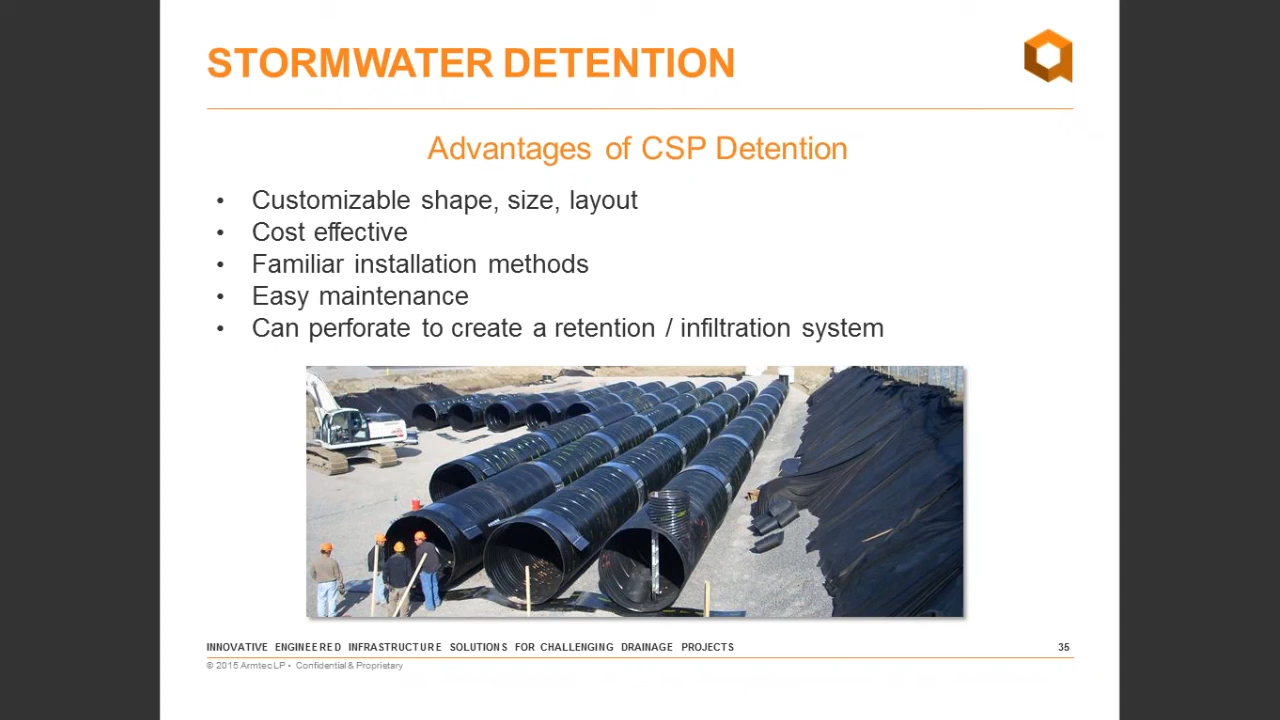 STORMWATER DETENTION
Advantages of CSP Detention
• Customizable shape, size, layout
• Cost effective
• Familiar installation methods
• Easy maintenance
• Can perforate to create a retention / infiltration system
INNOVATIVE ENGINEERED INFRASTRUCTURE SOLUTIONS FOR CHALLENGING DRAINAGE PROJECTS 35
© 2015 Armtec LP - Confidential & Proprietary